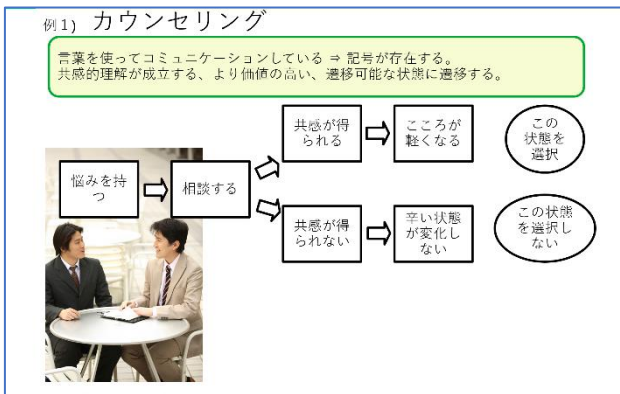 例1) カウンセリング
言葉を使ってコミュニケーションしている ⇒ 記号が存在する。
共感的理解が成立する、より価値の高い、遷移可能な状態に遷移する。
悩みを持
つ
相談する
共感が得
られる
こころが
軽くなる
この
状態を
選択
共感が得
られない
辛い状態
が変化し
ない
この状態
を選択し
ない